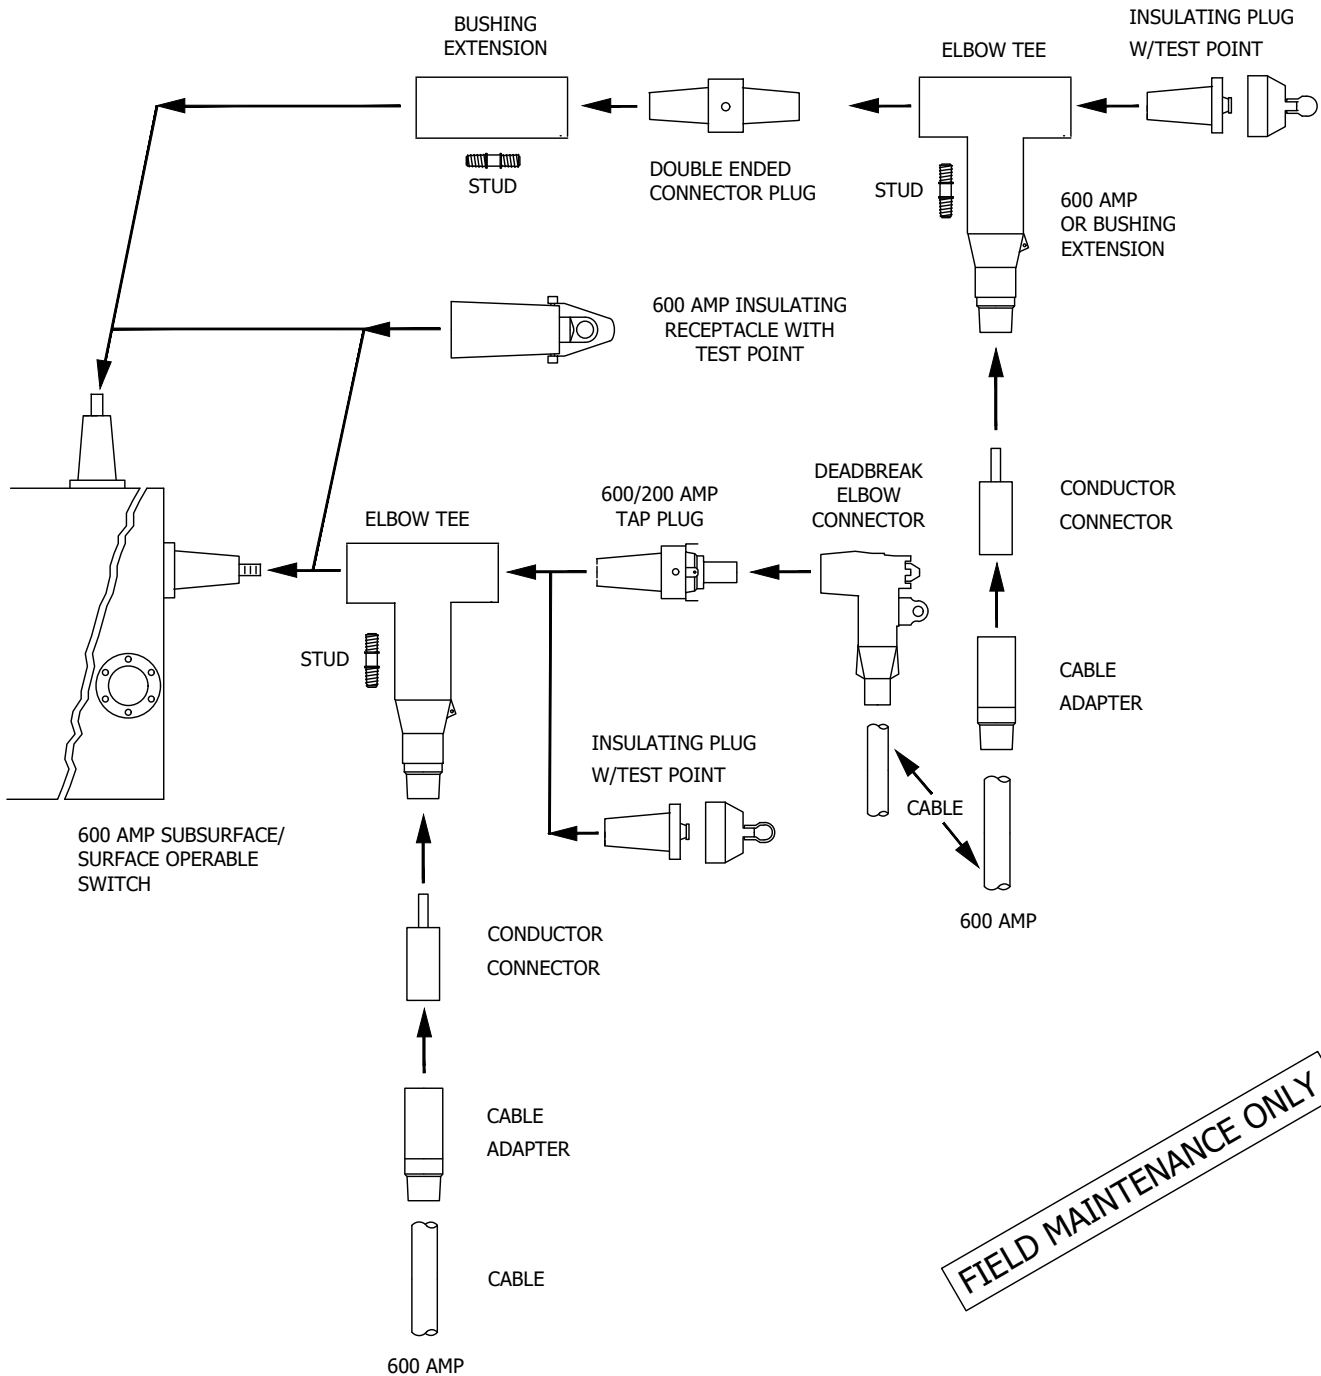 BUSHING
EXTENSION
ELBOW TEE
INSULATING PLUG
W/TEST POINT
STUD
DOUBLE ENDED
CONNECTOR PLUG
STUD
600 AMP
OR BUSHING
EXTENSION
600 AMP INSULATING
RECEPTACLE WITH
TEST POINT
ELBOW TEE
600/200 AMP
TAP PLUG
DEADBREAK
ELBOW
CONNECTOR
CONDUCTOR
CONNECTOR
STUD
CABLE
ADAPTER
INSULATING PLUG
W/TEST POINT
CABLE
600 AMP SUBSURFACE/
SURFACE OPERABLE
SWITCH
600 AMP
CONDUCTOR
CONNECTOR
CABLE
ADAPTER
FIELD MAINTENANCE ONLY
CABLE
600 AMP